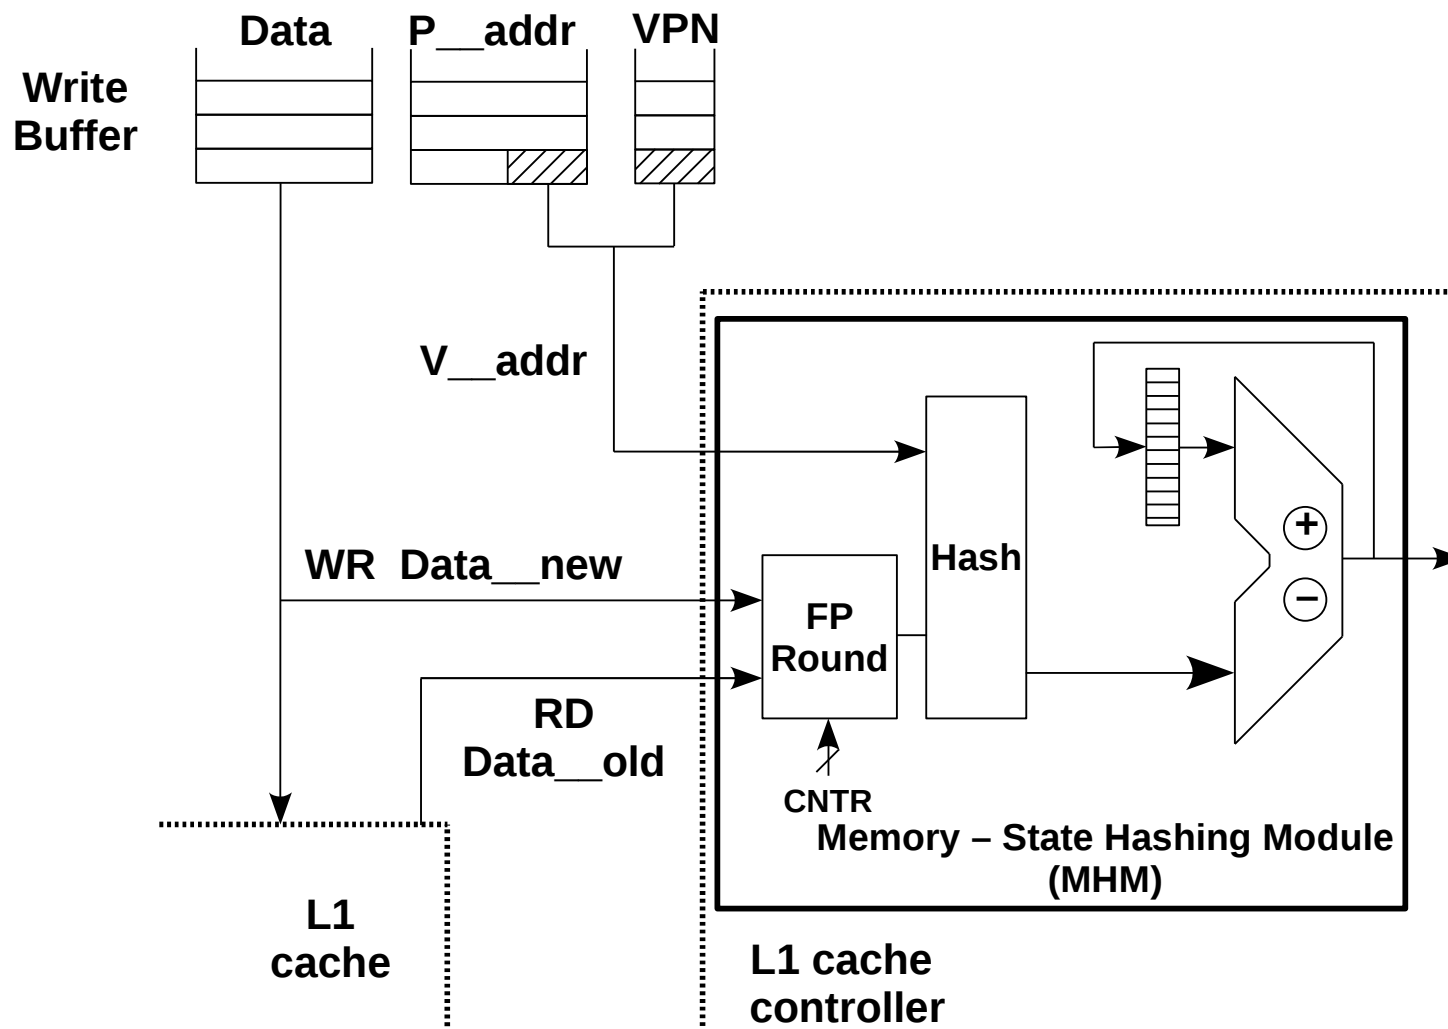 Data
P__addr
VPN
Write
Buffer
V__addr
WR Data__new
RD
Data__old
FP
Round
Hash
+
−
CNTR
Memory – State Hashing Module
(MHM)
L1
cache
L1 cache
controller